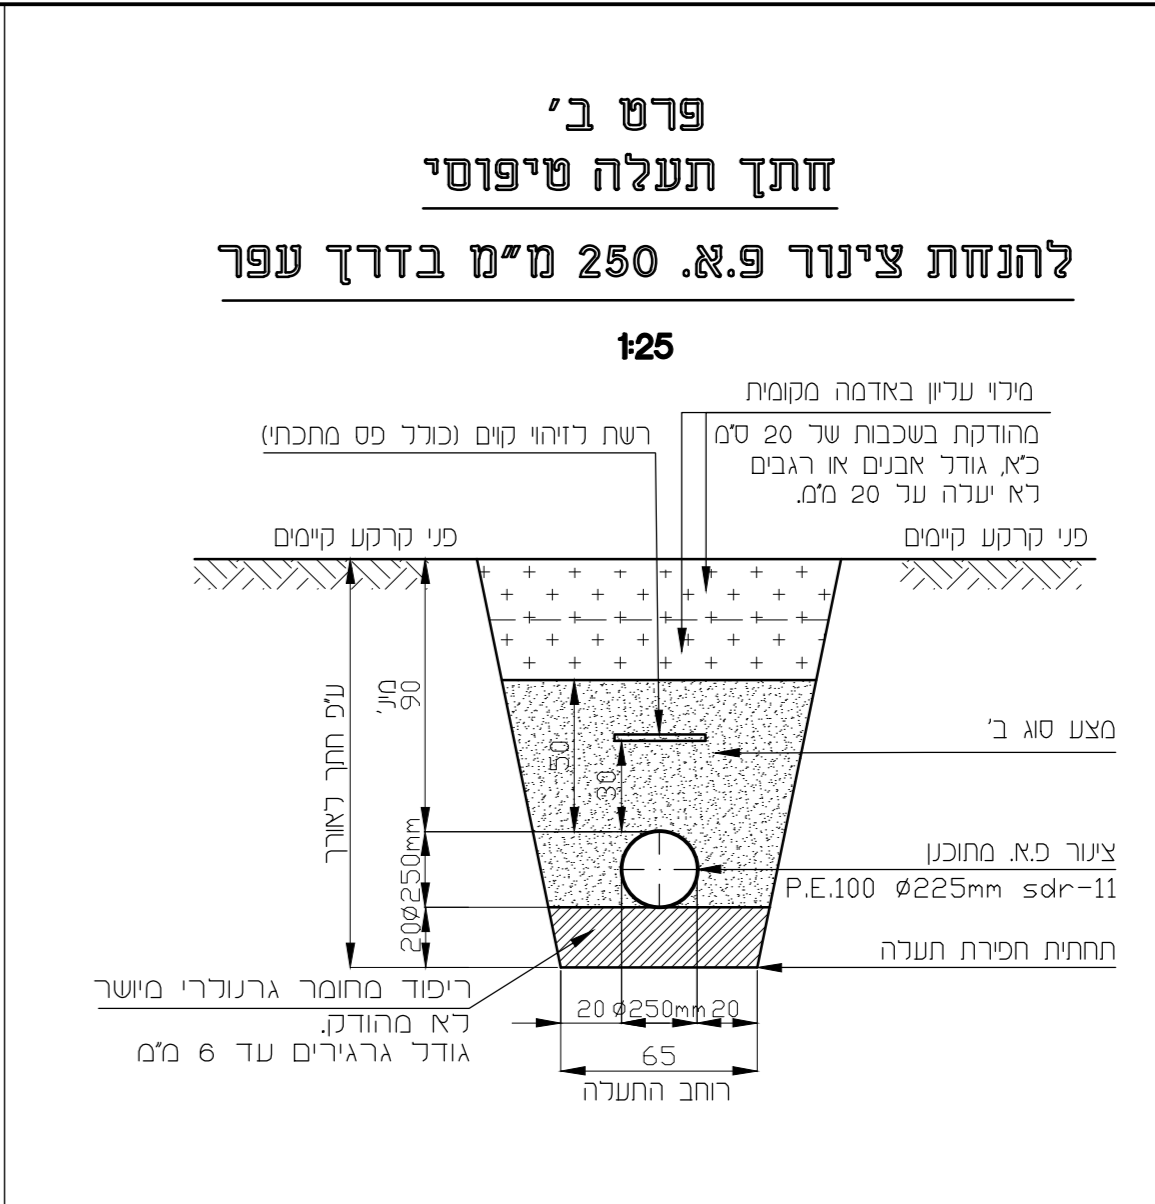 פרט ב'
חתך תעלה טיפוסי
להנחת צינור פ.א. 250 מ"מ בדרך עפר
1:25
מילוי עליון באדמה מקומית
מהודקת בשכבות של 20 ס"מ
כ"א, גודל אבנים או רגבים
לא יעלה על 20 מ"מ.
רשת לזיהוי קוים (כולל פס מתכתי)
פני קרקע קיימים
פני קרקע קיימים
ע"פ חתך לאורך
מינ'
90
50
30
מצע סוג ב'
צינור פ.א. מתוכנן
P.E.100 Ø225mm sdr-11
Ø250mm
20
תחתית חפירת תעלה
ריפוד מחומר גרנולרי מיושר
לא מהודק.
גודל גרגירים עד 6 מ"מ
20 Ø250mm 20
65
רוחב התעלה